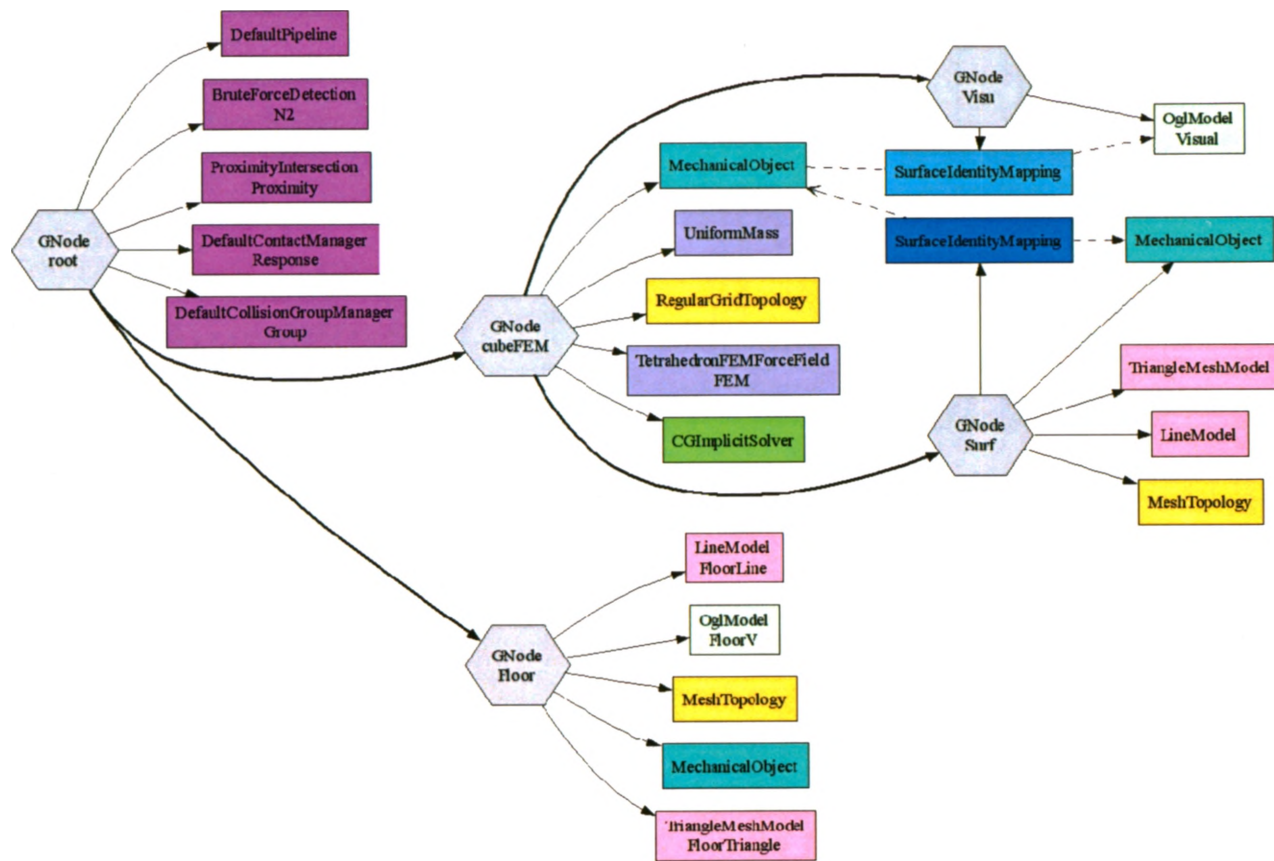 DefaultPipeline
BruteForceDetection
N2
ProximityIntersection
Proximity
GNode
root
DefaultContactManager
Response
DefaultCollisionGroupManager
Group
GNode
cubeFEM
MechanicalObject
UniformMass
RegularGridTopology
TetrahedronFEMForceField
FEM
CGImplicitSolver
GNode
Visu
OglModel
Visual
SurfaceIdentityMapping
SurfaceIdentityMapping
MechanicalObject
GNode
Surf
TriangleMeshModel
LineModel
MeshTopology
GNode
Floor
LineModel
FloorLine
OglModel
FloorV
MeshTopology
MechanicalObject
TriangleMeshModel
FloorTriangle